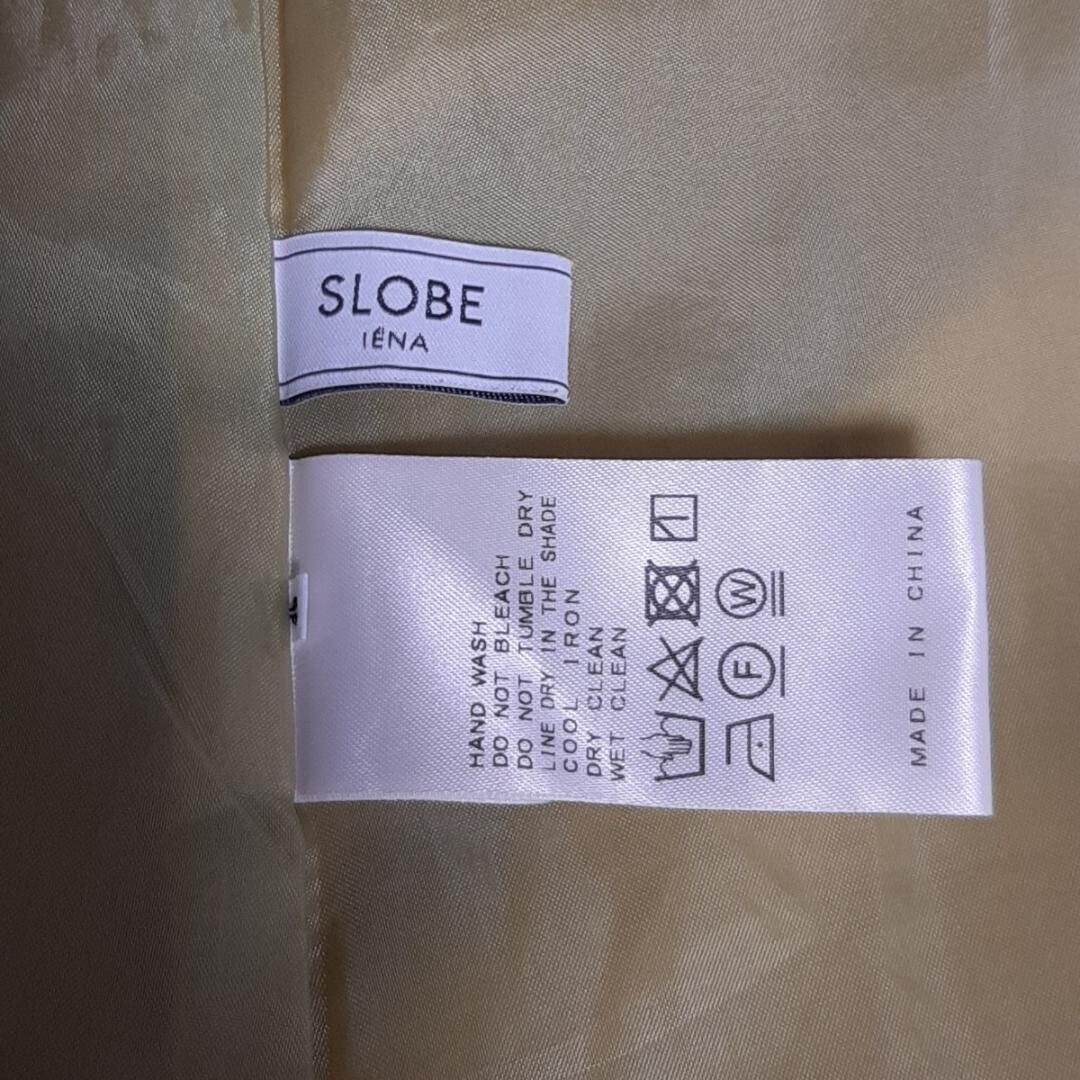 SLOBE
IÉNA
HAND WASH
DO NOT BLEACH
DO NOT TUMBLE DRY
LINE DRY IN THE SHADE
COOL IRON
DRY CLEAN
WET CLEAN
F W
MADE IN CHINA